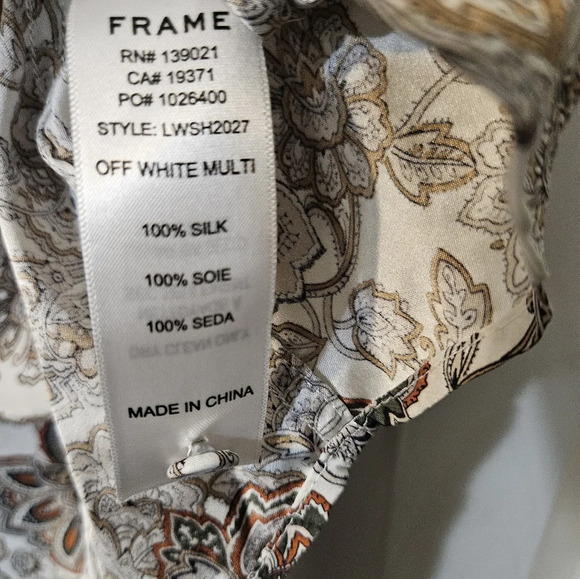 FRAME
RN# 139021
CA# 19371
PO# 1026400
STYLE: LWSH2027
OFF WHITE MULTI
100% SILK
100% SOIE
100% SEDA
MADE IN CHINA